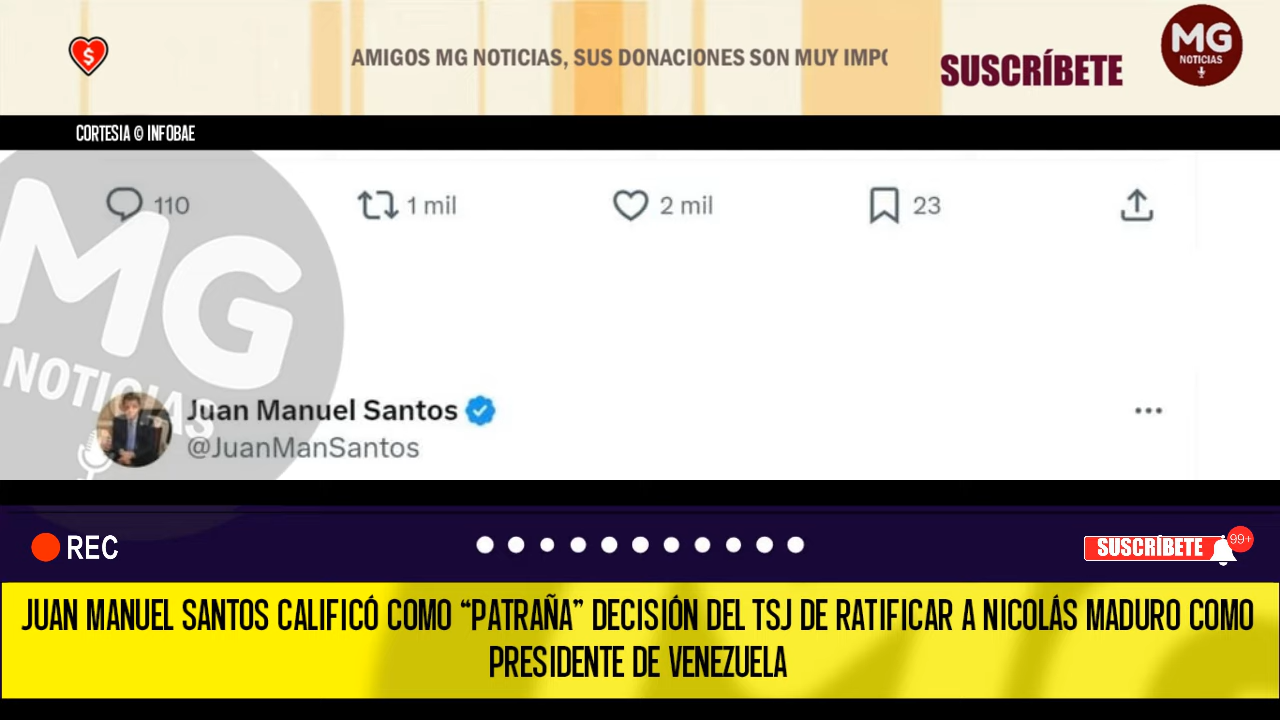 AMIGOS MG NOTICIAS, SUS DONACIONES SON MUY
SUSCRÍBETE
MG
NOTICIAS
CORTESIA © INFOBAE
110
1 mil
2 mil
23
MG
NOTICIAS
Juan Manuel Santos
@JuanManSantos
REC
SUSCRÍBETE
99+
JUAN MANUEL SANTOS CALIFICÓ COMO “PATRAÑA” DECISIÓN DEL TSJ DE RATIFICAR A NICOLÁS MADURO COMO
PRESIDENTE DE VENEZUELA